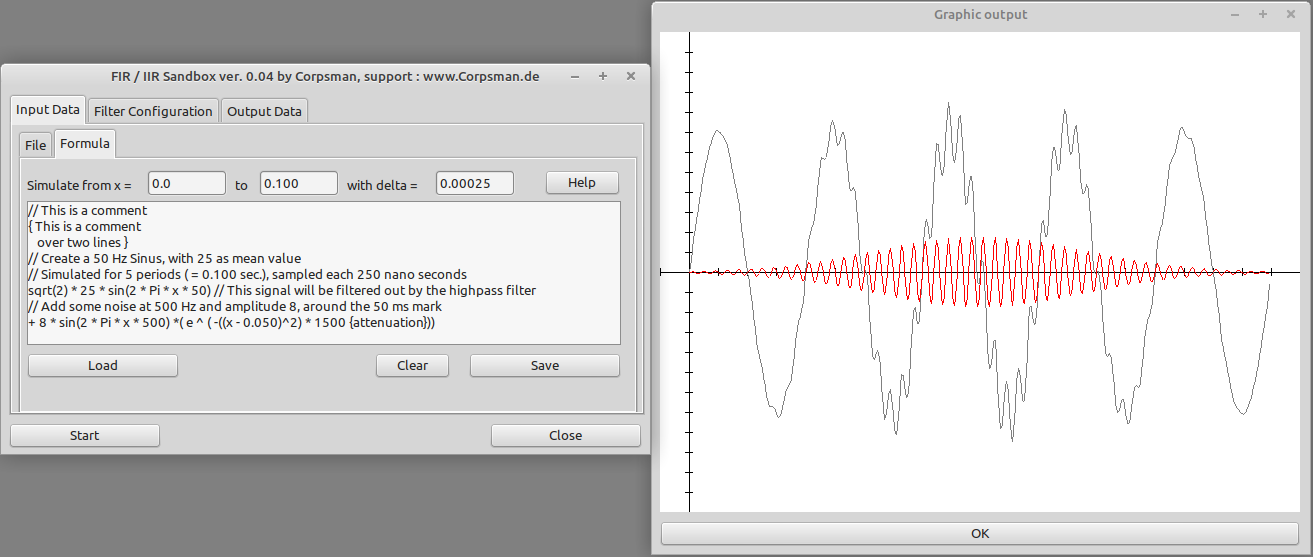 FIR / IIR Sandbox ver. 0.04 by Corpsman, support : www.Corpsman.de
Input Data Filter Configuration Output Data
File Formula
Simulate from x = 0.0 to 0.100 with delta = 0.00025 Help
// This is a comment
{ This is a comment
over two lines }
// Create a 50 Hz Sinus, with 25 as mean value
// Simulated for 5 periods ( = 0.100 sec.), sampled each 250 nano seconds
sqrt(2) * 25 * sin(2 * Pi * x * 50) // This signal will be filtered out by the highpass filter
// Add some noise at 500 Hz and amplitude 8, around the 50 ms mark
+ 8 * sin(2 * Pi * x * 500) *( e ^ ( -((x - 0.050)^2) * 1500 {attenuation}))
Load Clear Save
Start Close
Graphic output
OK